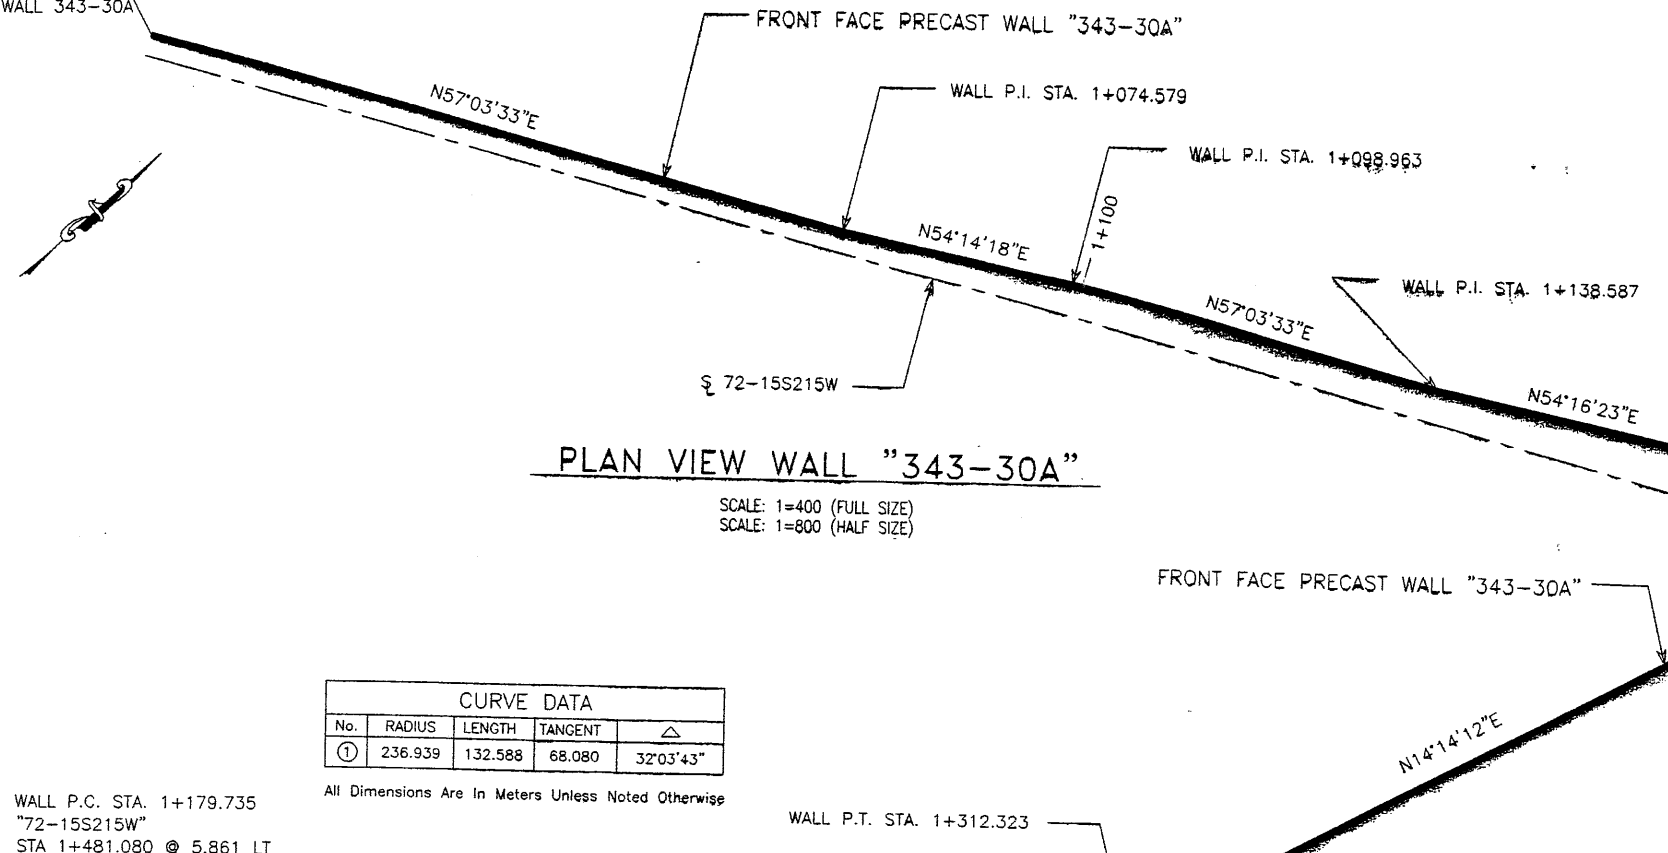 WALL 343-30A
FRONT FACE PRECAST WALL "343-30A"
N57°03'33"E
WALL P.I. STA. 1+074.579
WALL P.I. STA. 1+098.963
1+100
N54°14'18"E
N57°03'33"E
WALL P.I. STA. 1+138.587
N54°16'23"E
℄ 72-15S215W
PLAN VIEW WALL "343-30A"
SCALE: 1=400 (FULL SIZE)
SCALE: 1=800 (HALF SIZE)
FRONT FACE PRECAST WALL "343-30A"
N14°14'12"E
CURVE DATA
No. RADIUS LENGTH TANGENT △
① 236.939 132.588 68.080 32°03'43"
All Dimensions Are In Meters Unless Noted Otherwise
WALL P.C. STA. 1+179.735
"72-15S215W"
STA 1+481.080 @ 5.861 LT
WALL P.T. STA. 1+312.323